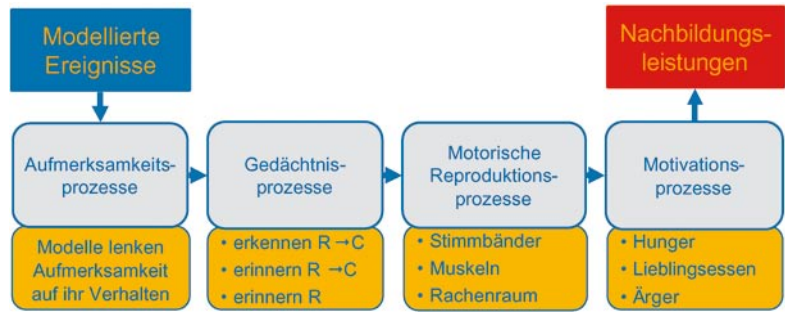 Modellierte
Ereignisse
Nachbildungs-
leistungen
Aufmerksamkeits-
prozesse
Gedächtnis-
prozesse
Motorische
Reproduktions-
prozesse
Motivations-
prozesse
Modelle lenken
Aufmerksamkeit
auf ihr Verhalten
• erkennen R→C
• erinnern R →C
• erinnern R
• Stimmbänder
• Muskeln
• Rachenraum
• Hunger
• Lieblingsessen
• Ärger